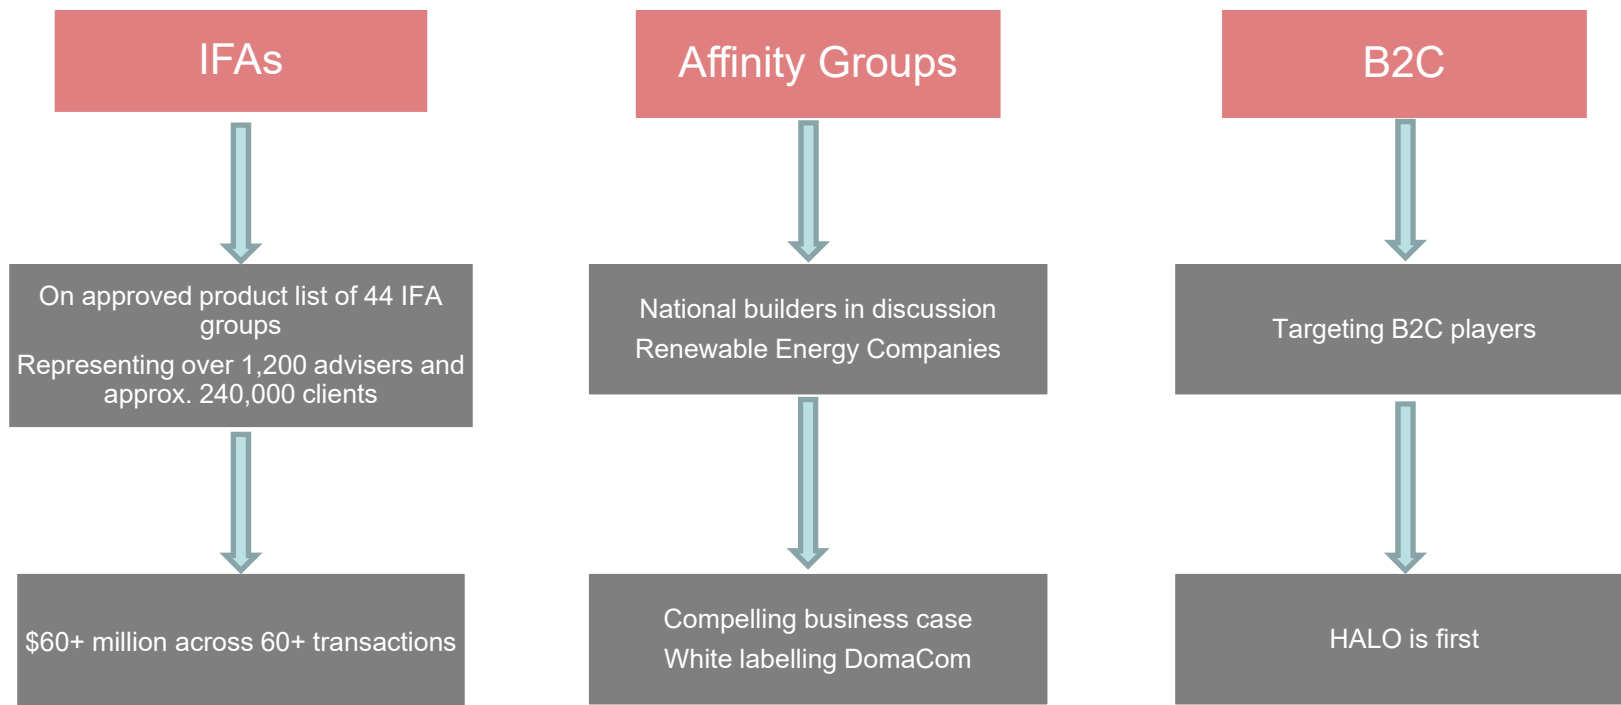 IFAs
On approved product list of 44 IFA
groups
Representing over 1,200 advisers and
approx. 240,000 clients
$60+ million across 60+ transactions
Affinity Groups
National builders in discussion
Renewable Energy Companies
Compelling business case
White labelling DomaCom
B2C
Targeting B2C players
HALO is first